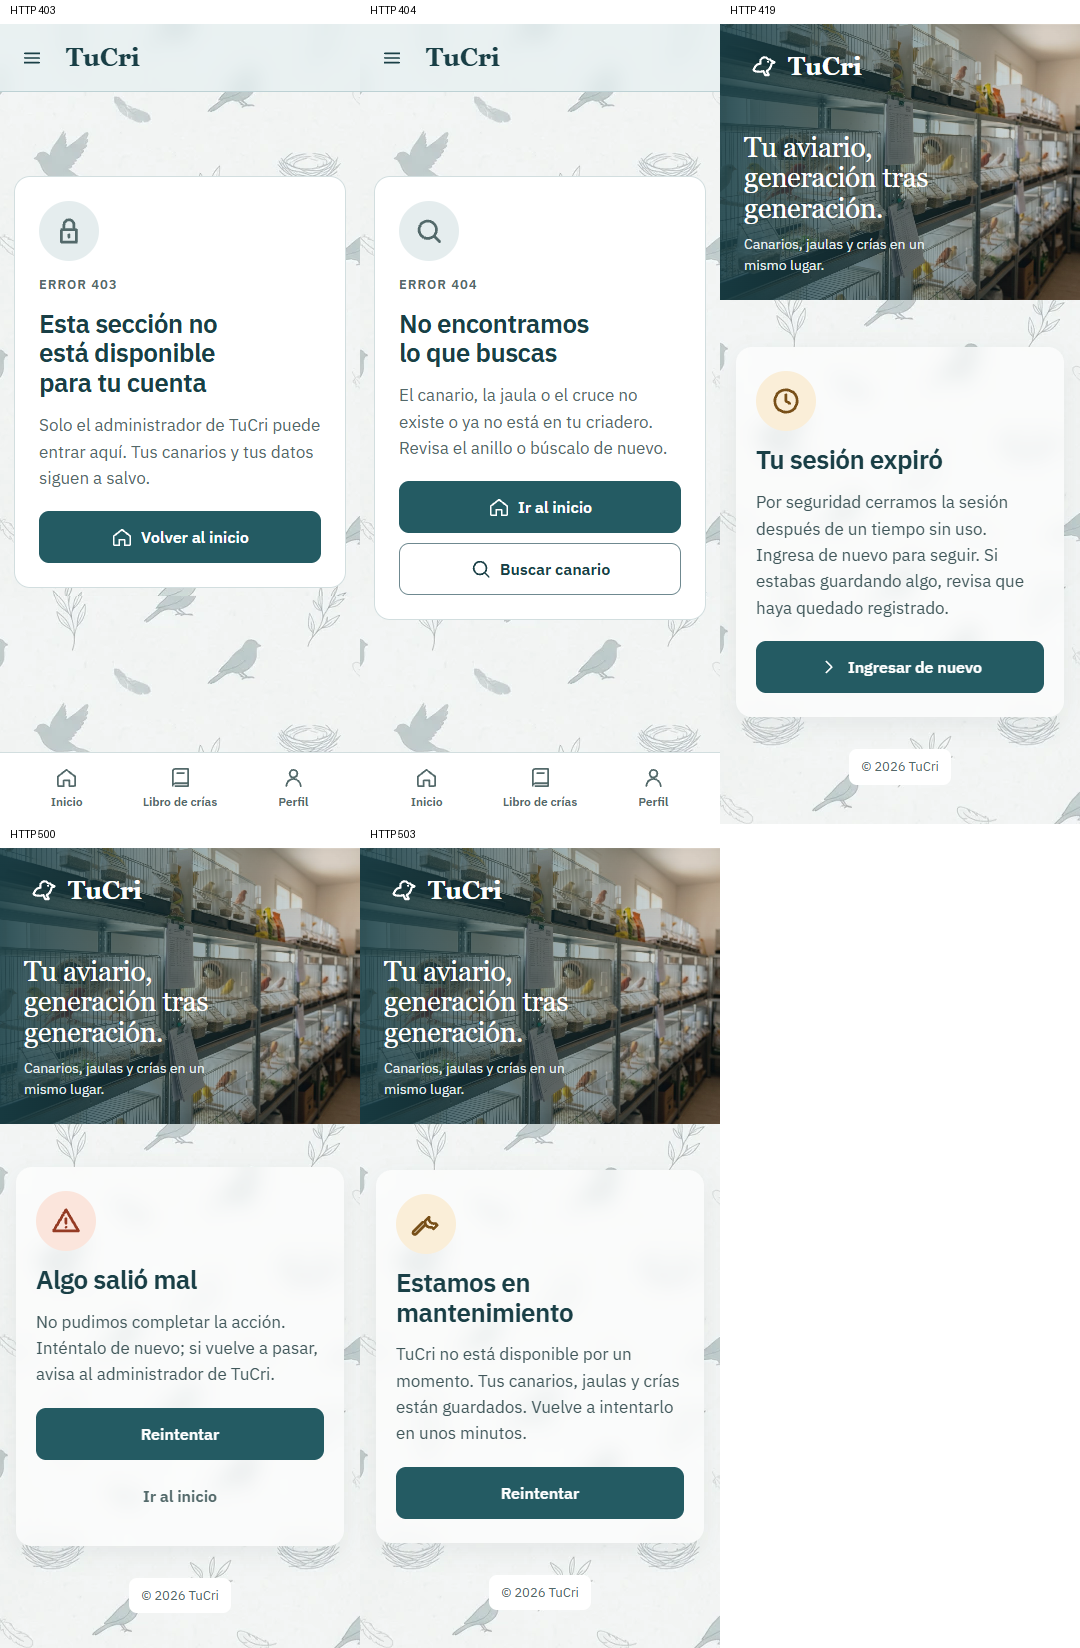 HTTP 403
TuCri
ERROR 403
Esta sección no
está disponible
para tu cuenta
Solo el administrador de TuCri puede
entrar aquí. Tus canarios y tus datos
siguen a salvo.
Volver al inicio
Inicio
Libro de crías
Perfil
HTTP 404
TuCri
ERROR 404
No encontramos
lo que buscas
El canario, la jaula o el cruce no
existe o ya no está en tu criadero.
Revisa el anillo o búscalo de nuevo.
Ir al inicio
Buscar canario
Inicio
Libro de crías
Perfil
HTTP 419
TuCri
Tu aviario,
generación tras
generación.
Canarios, jaulas y crías en un
mismo lugar.
Tu sesión expiró
Por seguridad cerramos la sesión
después de un tiempo sin uso.
Ingresa de nuevo para seguir. Si
estabas guardando algo, revisa que
haya quedado registrado.
Ingresar de nuevo
© 2026 TuCri
HTTP 500
TuCri
Tu aviario,
generación tras
generación.
Canarios, jaulas y crías en un
mismo lugar.
Algo salió mal
No pudimos completar la acción.
Inténtalo de nuevo; si vuelve a pasar,
avisa al administrador de TuCri.
Reintentar
Ir al inicio
© 2026 TuCri
HTTP 503
TuCri
Tu aviario,
generación tras
generación.
Canarios, jaulas y crías en un
mismo lugar.
Estamos en
mantenimiento
TuCri no está disponible por un
momento. Tus canarios, jaulas y crías
están guardados. Vuelve a intentarlo
en unos minutos.
Reintentar
© 2026 TuCri